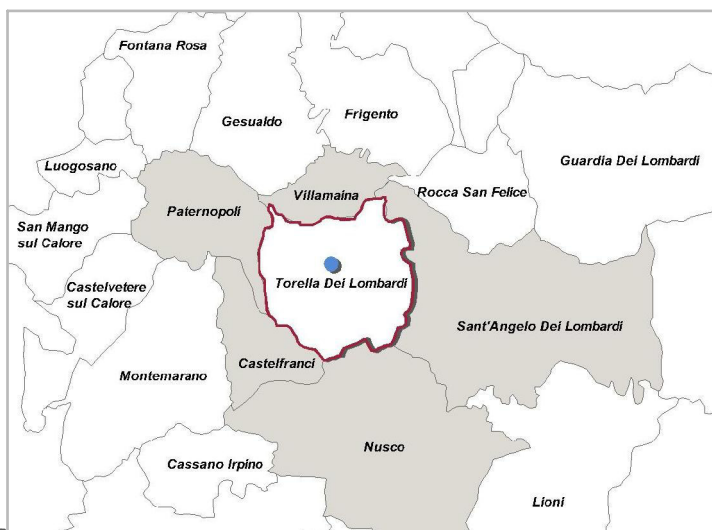 Fontana Rosa
Gesualdo
Frigento
Luogosano
Guardia Dei Lombardi
Villamaina
Rocca San Felice
Paternopoli
San Mango
sul Calore
Castelvetere
sul Calore
Torella Dei Lombardi
Sant'Angelo Dei Lombardi
Castelfranci
Montemarano
Nusco
Cassano Irpino
Lioni